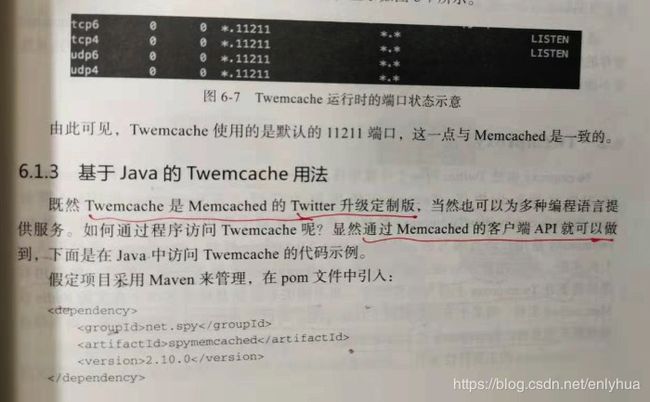 所示。
tcp6 0 0 *.11211 *.* LISTEN
tcp4 0 0 *.11211 *.* LISTEN
udp6 0 0 *.11211 *.*
udp4 0 0 *.11211 *.*
图 6-7 Twemcache 运行时的端口状态示意
由此可见，Twemcache 使用的是默认的 11211 端口，这一点与 Memcached 是一致的。
6.1.3 基于 Java 的 Twemcache 用法
既然 Twemcache 是 Memcached 的 Twitter 升级定制版，当然也可以为多种编程语言提
供服务。如何通过程序访问 Twemcache 呢？显然通过 Memcached 的客户端 API 就可以做
到，下面是在 Java 中访问 Twemcache 的代码示例。
假定项目采用 Maven 来管理，在 pom 文件中引入：
<dependency>
<groupId>net.spy</groupId>
<artifactId>spymemcached</artifactId>
<version>2.10.0</version>
</dependency>
https://blog.csdn.net/enlyhua